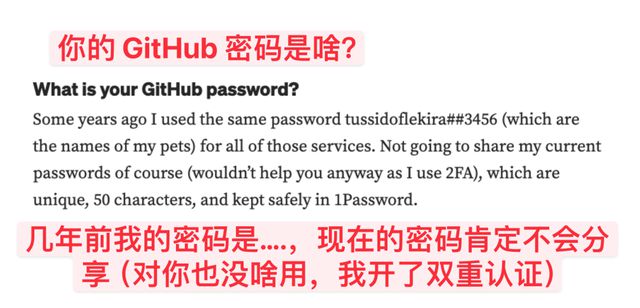 你的 GitHub 密码是啥?
What is your GitHub password?
Some years ago I used the same password tussidoflekira##3456 (which are
the names of my pets) for all of those services. Not going to share my current
passwords of course (wouldn’t help you anyway as I use 2FA), which are
unique, 50 characters, and kept safely in 1Password.
几年前我的密码是....，现在的密码肯定不会分
享（对你也没啥用，我开了双重认证）